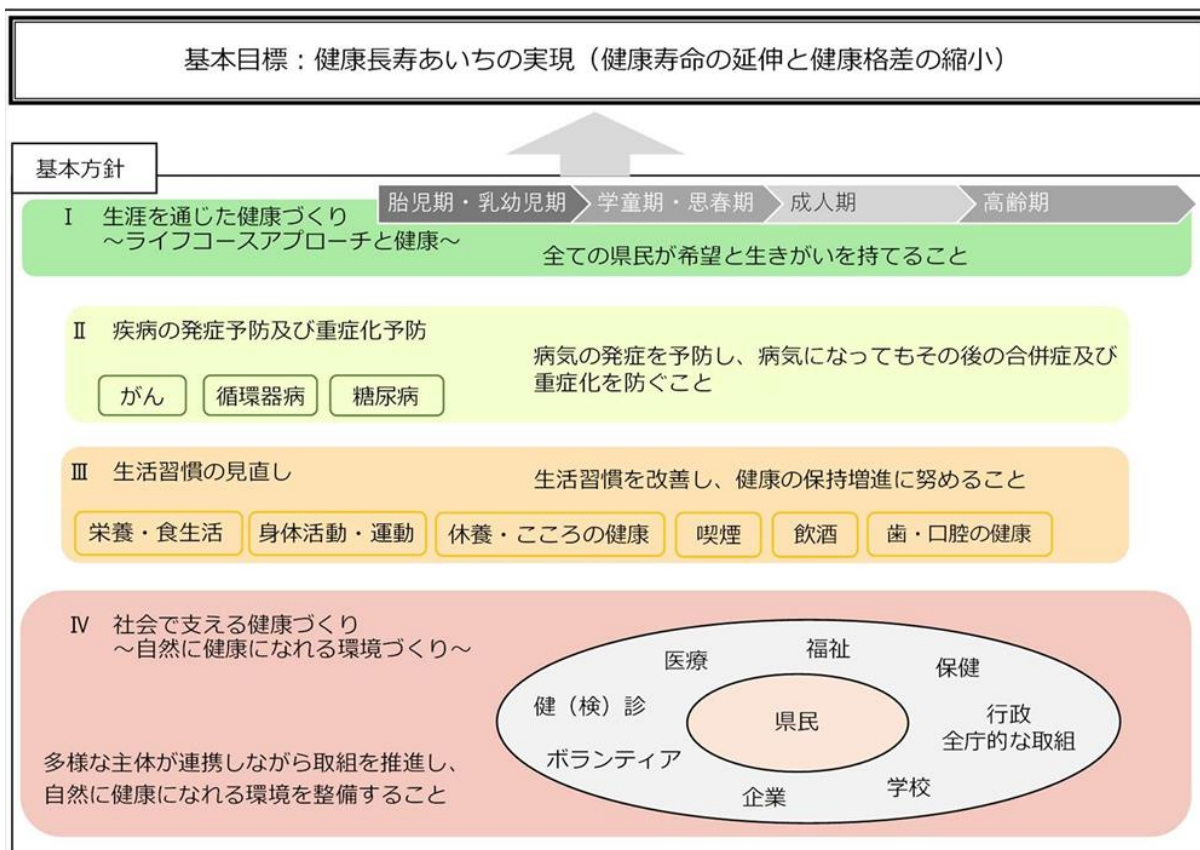 基本目標：健康長寿あいちの実現（健康寿命の延伸と健康格差の縮小）
基本方針
胎児期・乳幼児期
学童期・思春期
成人期
高齢期
Ⅰ 生涯を通じた健康づくり
～ライフコースアプローチと健康～
全ての県民が希望と生きがいを持てること
Ⅱ 疾病の発症予防及び重症化予防
病気の発症を予防し、病気になってもその後の合併症及び
重症化を防ぐこと
がん
循環器病
糖尿病
Ⅲ 生活習慣の見直し
生活習慣を改善し、健康の保持増進に努めること
栄養・食生活
身体活動・運動
休養・こころの健康
喫煙
飲酒
歯・口腔の健康
Ⅳ 社会で支える健康づくり
～自然に健康になれる環境づくり～
多様な主体が連携しながら取組を推進し、
自然に健康になれる環境を整備すること
医療
福祉
保健
健（検）診
県民
行政
全庁的な取組
ボランティア
企業
学校